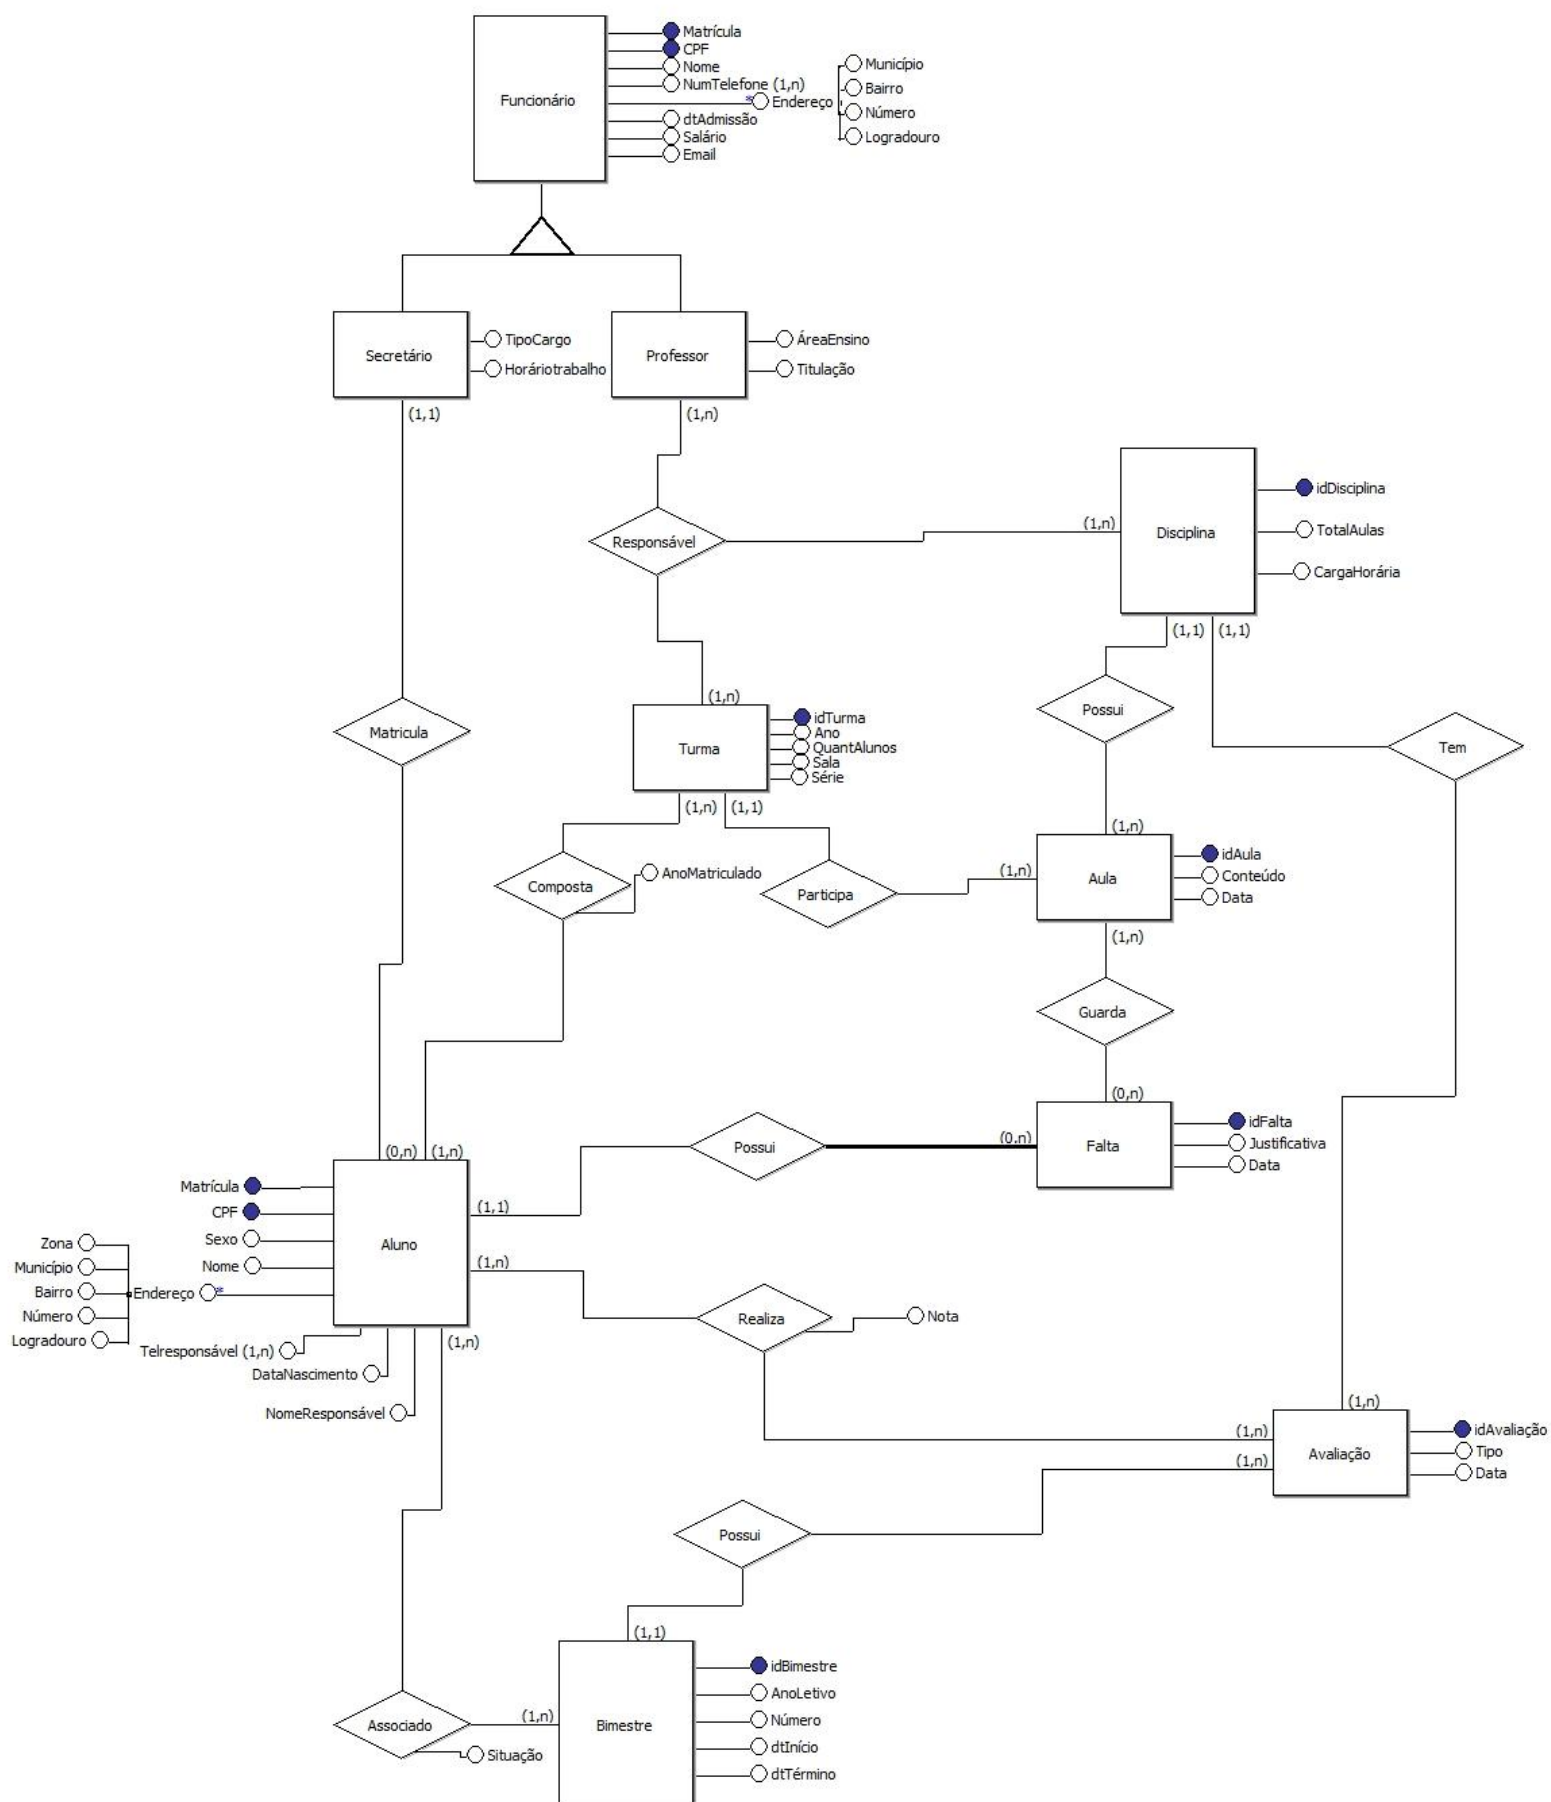 Matrícula
CPF
Nome
NumTelefone (1,n)
Endereço
dtAdmissão
Salário
Email
Município
Bairro
Número
Logradouro
Funcionário
Secretário
TipoCargo
Horáriotrabalho
Professor
ÁreaEnsino
Titulação
(1,1)
(1,n)
Responsável
(1,n)
Disciplina
idDisciplina
TotalAulas
CargaHorária
(1,1)
(1,1)
Possui
Tem
Matricula
(1,n)
Turma
idTurma
Ano
QuantAlunos
Sala
Série
(1,n)
(1,1)
Composta
AnoMatriculado
Participa
(1,n)
(1,n)
Aula
idAula
Conteúdo
Data
(1,n)
Guarda
(0,n)
Falta
idFalta
Justificativa
Data
(0,n)
Possui
(0,n)
(1,n)
Aluno
(1,1)
(1,n)
(1,n)
Matrícula
CPF
Sexo
Nome
Endereço
Zona
Município
Bairro
Número
Logradouro
Telresponsável (1,n)
DataNascimento
NomeResponsável
Realiza
Nota
(1,n)
(1,n)
(1,n)
Avaliação
idAvaliação
Tipo
Data
Possui
(1,1)
Bimestre
idBimestre
AnoLetivo
Número
dtInício
dtTérmino
Associado
(1,n)
Situação